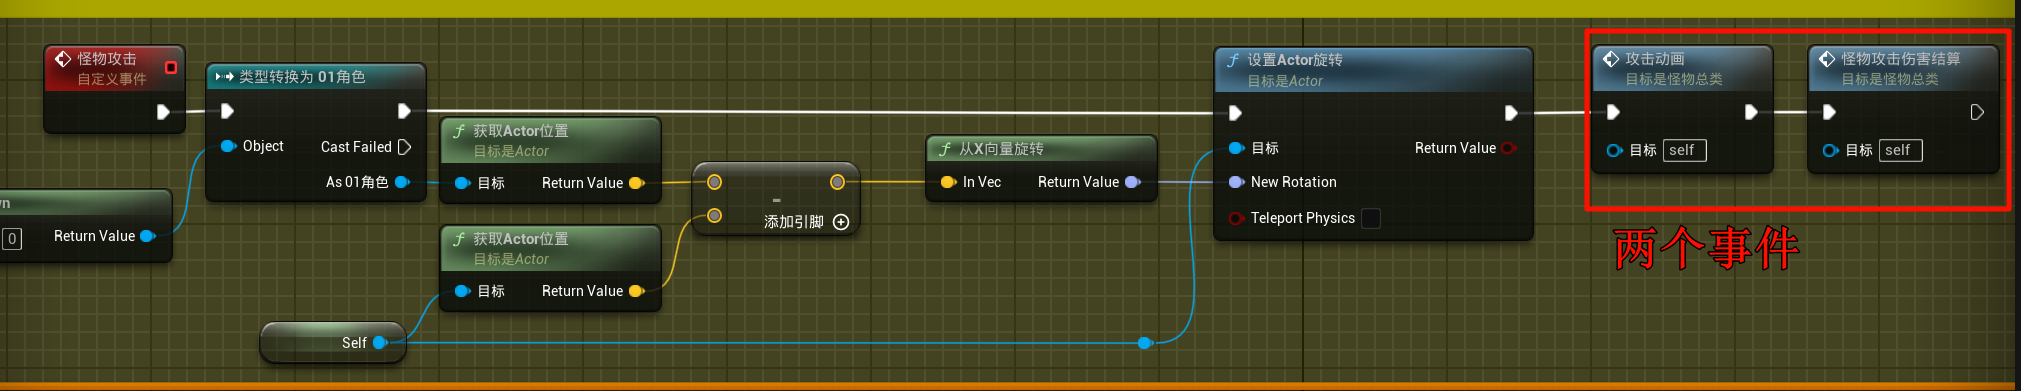 怪物攻击
自定义事件
类型转换为 01角色
Object
Cast Failed
As 01角色
0
Return Value
Self
获取Actor位置
目标是Actor
目标
Return Value
获取Actor位置
目标是Actor
目标
Return Value
-
添加引脚
从X向量旋转
In Vec
Return Value
设置Actor旋转
目标是Actor
目标
Return Value
New Rotation
Teleport Physics
攻击动画
目标是怪物总类
目标 self
怪物攻击伤害结算
目标是怪物总类
目标 self
两个事件